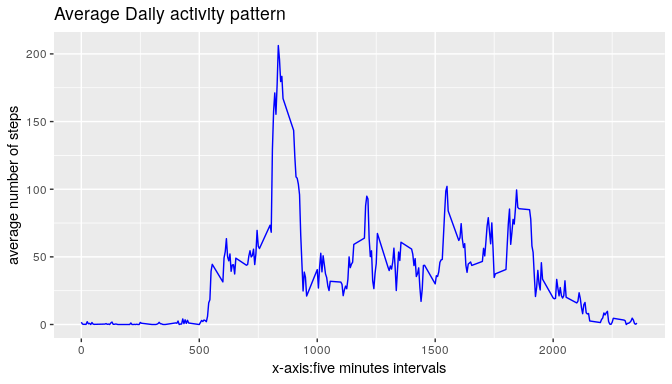 Average Daily activity pattern
200
150
100
50
0
0 500 1000 1500 2000
average number of steps
x-axis:five minutes intervals